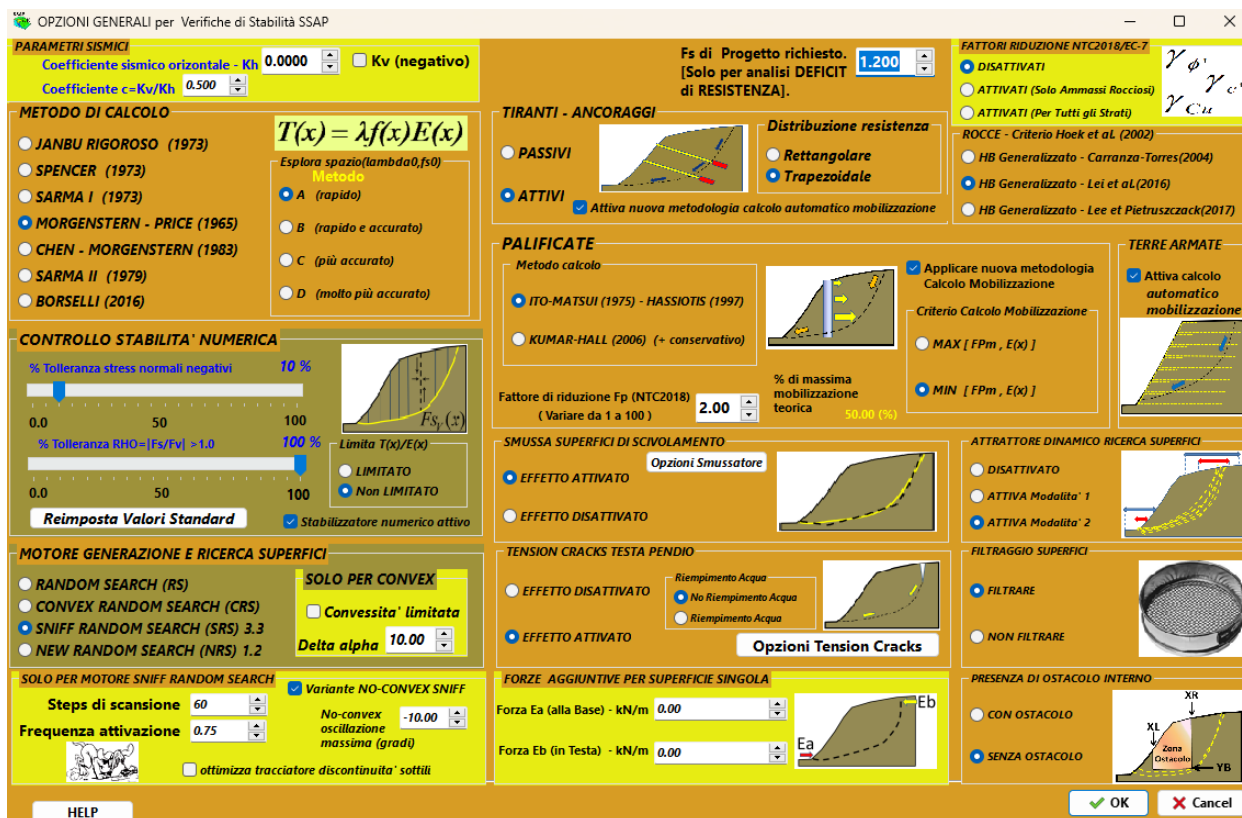 OPZIONI GENERALI per Verifiche di Stabilità SSAP
PARAMETRI SISMICI
Coefficiente sismico orizontale - Kh 0.0000
Kv (negativo)
Coefficiente c=Kv/Kh 0.500
Fs di Progetto richiesto.
[Solo per analisi DEFICIT
di RESISTENZA].
1.200
FATTORI RIDUZIONE NTC2018/EC-7
DISATTIVATI
ATTIVATI (Solo Ammassi Rocciosi)
ATTIVATI (Per Tutti gli Strati)
γφ'
γc'
γCu
METODO DI CALCOLO
JANBU RIGOROSO (1973)
SPENCER (1973)
SARMA I (1973)
MORGENSTERN - PRICE (1965)
CHEN - MORGENSTERN (1983)
SARMA II (1979)
BORSELLI (2016)
T(x) = λf(x)E(x)
Esplora spazio(lambda0,fs0)
Metodo
A (rapido)
B (rapido e accurato)
C (più accurato)
D (molto più accurato)
TIRANTI - ANCORAGGI
PASSIVI
ATTIVI
Distribuzione resistenza
Rettangolare
Trapezoidale
Attiva nuova metodologia calcolo automatico mobilizzazione
ROCCE - Criterio Hoek et al. (2002)
HB Generalizzato - Carranza-Torres(2004)
HB Generalizzato - Lei et al.(2016)
HB Generalizzato - Lee et Pietruszczack(2017)
PALIFICATE
Metodo calcolo
ITO-MATSUI (1975) - HASSIOTIS (1997)
KUMAR-HALL (2006) (+ conservativo)
Applicare nuova metodologia
Calcolo Mobilizzazione
Criterio Calcolo Mobilizzazione
MAX [ FPm , E(x) ]
MIN [ FPm , E(x) ]
Fattore di riduzione Fp (NTC2018)
( Variare da 1 a 100 )
2.00
% di massima
mobilizzazione
teorica
50.00 (%)
TERRE ARMATE
Attiva calcolo
automatico
mobilizzazione
CONTROLLO STABILITA' NUMERICA
% Tolleranza stress normali negativi 10 %
0.0 50 100
% Tolleranza RHO=|Fs/Fv| >1.0 100 %
0.0 50 100
Fsv(x)
Limita T(x)/E(x)
LIMITATO
Non LIMITATO
Reimposta Valori Standard
Stabilizzatore numerico attivo
SMUSSA SUPERFICI DI SCIVOLAMENTO
Opzioni Smussatore
EFFETTO ATTIVATO
EFFETTO DISATTIVATO
ATTRATTORE DINAMICO RICERCA SUPERFICI
DISATTIVATO
ATTIVA Modalita' 1
ATTIVA Modalita' 2
MOTORE GENERAZIONE E RICERCA SUPERFICI
RANDOM SEARCH (RS)
CONVEX RANDOM SEARCH (CRS)
SNIFF RANDOM SEARCH (SRS) 3.3
NEW RANDOM SEARCH (NRS) 1.2
SOLO PER CONVEX
Convessita' limitata
Delta alpha 10.00
TENSION CRACKS TESTA PENDIO
EFFETTO DISATTIVATO
EFFETTO ATTIVATO
Riempimento Acqua
No Riempimento Acqua
Riempimento Acqua
Opzioni Tension Cracks
FILTRAGGIO SUPERFICI
FILTRARE
NON FILTRARE
SOLO PER MOTORE SNIFF RANDOM SEARCH
Steps di scansione 60
Frequenza attivazione 0.75
Variante NO-CONVEX SNIFF
No-convex
oscillazione
massima (gradi)
-10.00
ottimizza tracciatore discontinuita' sottili
FORZE AGGIUNTIVE PER SUPERFICIE SINGOLA
Forza Ea (alla Base) - kN/m 0.00
Forza Eb (in Testa) - kN/m 0.00
Eb
Ea
PRESENZA DI OSTACOLO INTERNO
CON OSTACOLO
SENZA OSTACOLO
XR
XL
Zona
Ostacolo
YB
HELP
OK
Cancel